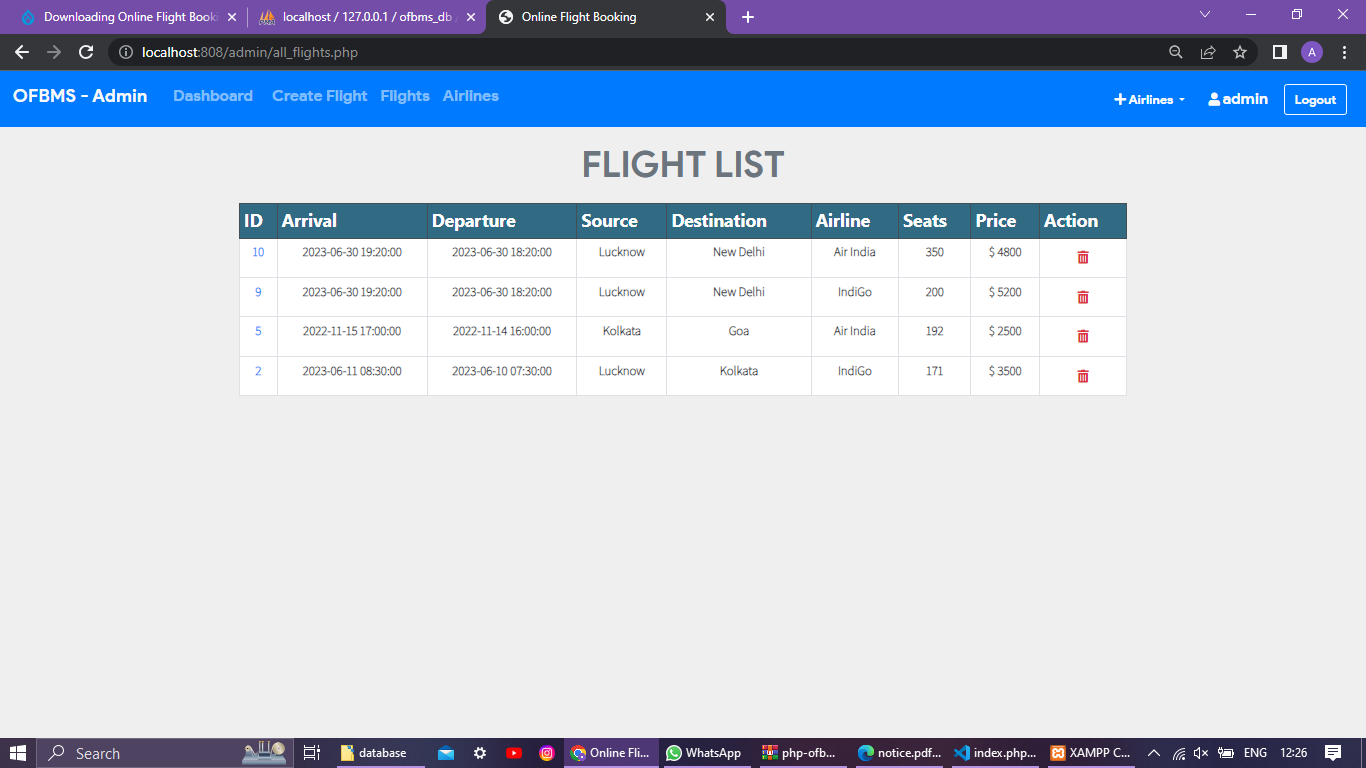 Downloading Online Flight Booki
localhost / 127.0.0.1 / ofbms_db
Online Flight Booking
localhost:808/admin/all_flights.php
A
OFBMS - Admin Dashboard Create Flight Flights Airlines Airlines admin Logout
FLIGHT LIST
ID Arrival Departure Source Destination Airline Seats Price Action
10 2023-06-30 19:20:00 2023-06-30 18:20:00 Lucknow New Delhi Air India 350 $ 4800
9 2023-06-30 19:20:00 2023-06-30 18:20:00 Lucknow New Delhi IndiGo 200 $ 5200
5 2022-11-15 17:00:00 2022-11-14 16:00:00 Kolkata Goa Air India 192 $ 2500
2 2023-06-11 08:30:00 2023-06-10 07:30:00 Lucknow Kolkata IndiGo 171 $ 3500
Search database Online Fli... WhatsApp php-ofb... notice.pdf... index.php... XAMPP C... ENG 12:26